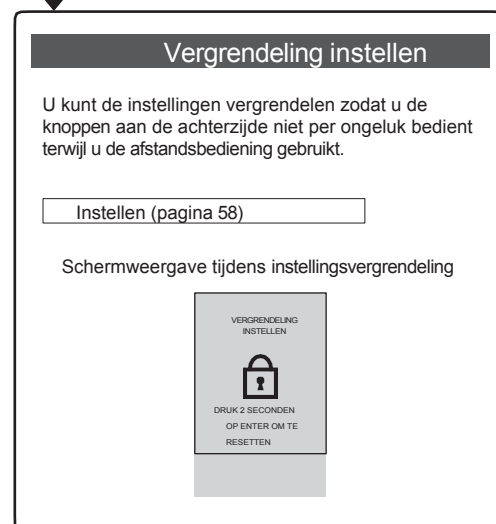 Vergrendeling instellen
U kunt de instellingen vergrendelen zodat u de
knoppen aan de achterzijde niet per ongeluk bedient
terwijl u de afstandsbediening gebruikt.
Instellen (pagina 58)
Schermweergave tijdens instellingsvergrendeling
VERGRENDELING
INSTELLEN
DRUK 2 SECONDEN
OP ENTER OM TE
RESETTEN